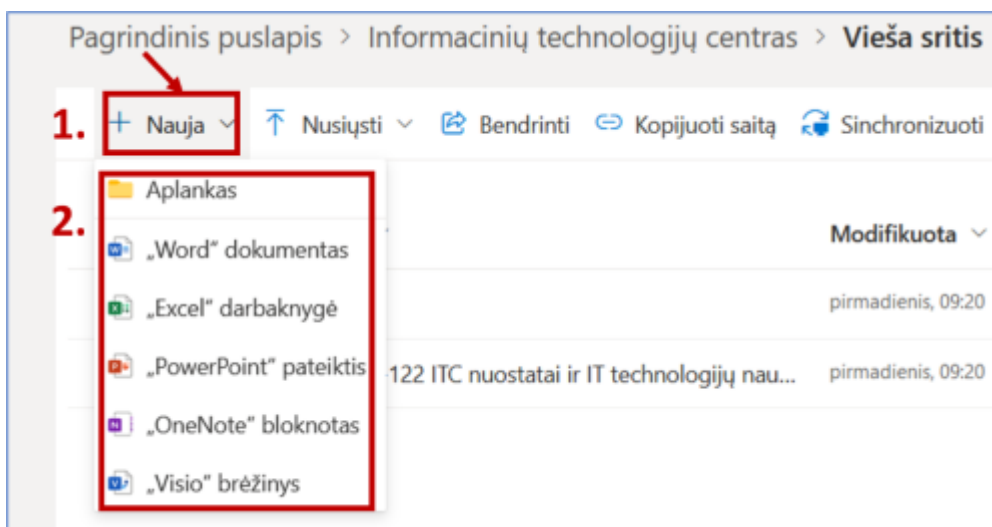 Pagrindinis puslapis > Informacinių technologijų centras > Vieša sritis
1. + Nauja Nusiųsti Bendrinti Kopijuoti saitą Sinchronizuoti
Aplankas
2.
Modifikuota
„Word“ dokumentas
„Excel“ darbaknygė
pirmadienis, 09:20
„PowerPoint“ pateiktis
-122 ITC nuostatai ir IT technologijų nau... pirmadienis, 09:20
„OneNote“ bloknotas
„Visio“ brėžinys